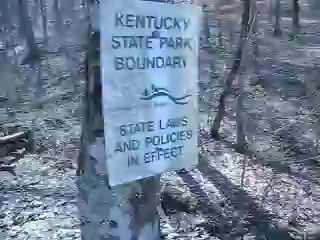 KENTUCKY
STATE PARK
BOUNDARY
STATE LAWS
AND POLICIES
IN EFFECT